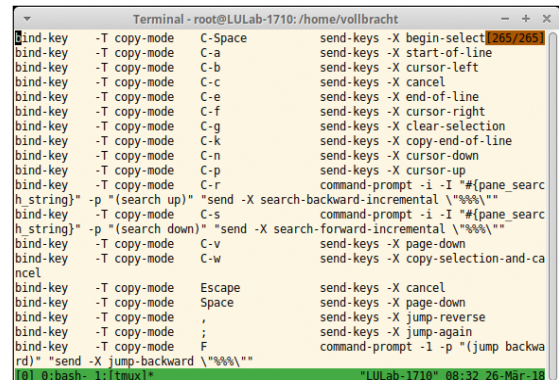 Terminal - root@LULab-1710: /home/vollbracht
bind-key -T copy-mode C-Space send-keys -X begin-select[265/265]
bind-key -T copy-mode C-a send-keys -X start-of-line
bind-key -T copy-mode C-b send-keys -X cursor-left
bind-key -T copy-mode C-c send-keys -X cancel
bind-key -T copy-mode C-e send-keys -X end-of-line
bind-key -T copy-mode C-f send-keys -X cursor-right
bind-key -T copy-mode C-g send-keys -X clear-selection
bind-key -T copy-mode C-k send-keys -X copy-end-of-line
bind-key -T copy-mode C-n send-keys -X cursor-down
bind-key -T copy-mode C-p send-keys -X cursor-up
bind-key -T copy-mode C-r command-prompt -i -I "#{pane_searc
h_string}" -p "(search up)" "send -X search-backward-incremental \"%%%\""
bind-key -T copy-mode C-s command-prompt -i -I "#{pane_searc
h_string}" -p "(search down)" "send -X search-forward-incremental \"%%%\""
bind-key -T copy-mode C-v send-keys -X page-down
bind-key -T copy-mode C-w send-keys -X copy-selection-and-ca
ncel
bind-key -T copy-mode Escape send-keys -X cancel
bind-key -T copy-mode Space send-keys -X page-down
bind-key -T copy-mode , send-keys -X jump-reverse
bind-key -T copy-mode ; send-keys -X jump-again
bind-key -T copy-mode F command-prompt -1 -p "(jump backwa
rd)" "send -X jump-backward \"%%%\""
[0] 0:bash- 1:[tmux]* "LULab-1710" 08:32 26-Mär-18